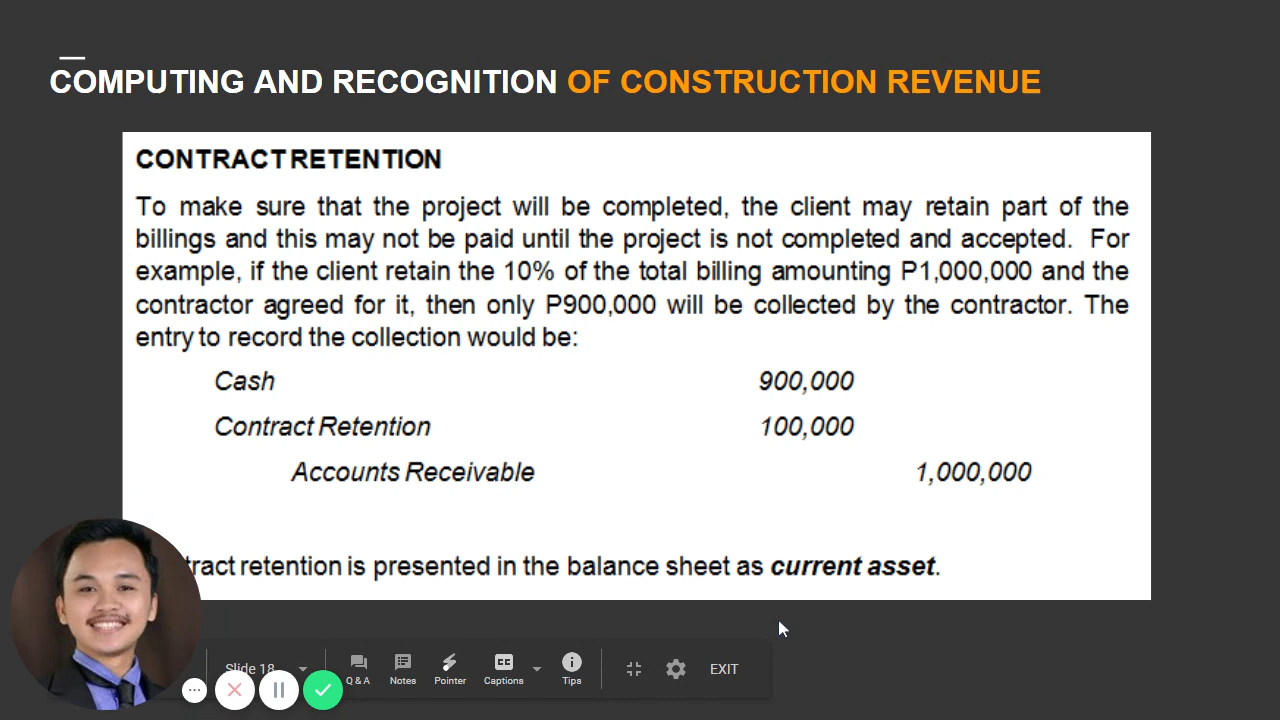 COMPUTING AND RECOGNITION OF CONSTRUCTION REVENUE
CONTRACT RETENTION
To make sure that the project will be completed, the client may retain part of the
billings and this may not be paid until the project is not completed and accepted. For
example, if the client retain the 10% of the total billing amounting P1,000,000 and the
contractor agreed for it, then only P900,000 will be collected by the contractor. The
entry to record the collection would be:
Cash 900,000
Contract Retention 100,000
Accounts Receivable 1,000,000
retention is presented in the balance sheet as current asset.
Slide 18
Q & A Notes Pointer Captions Tips EXIT
CC